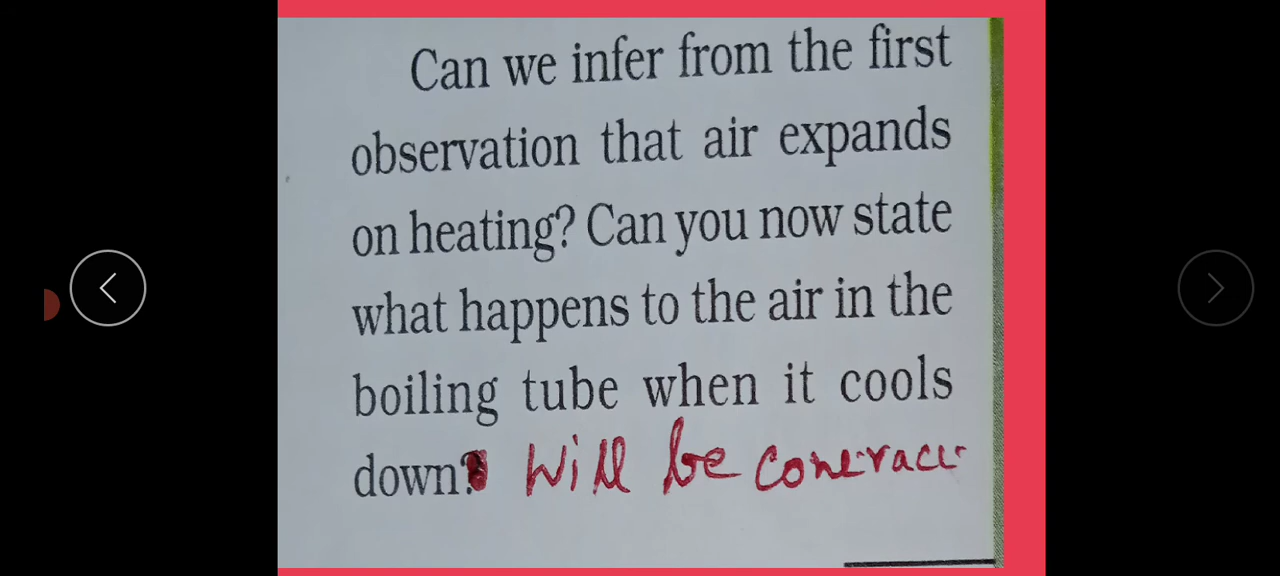 Can we infer from the first
observation that air expands
on heating? Can you now state
what happens to the air in the
boiling tube when it cools
down? Will be